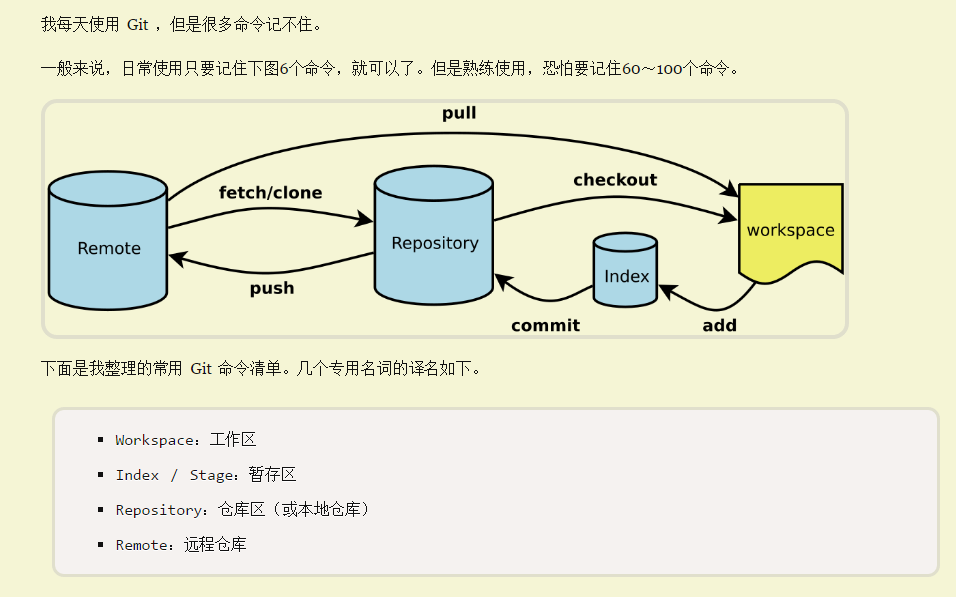 我每天使用 Git ，但是很多命令记不住。
一般来说，日常使用只要记住下图6个命令，就可以了。但是熟练使用，恐怕要记住60～100个命令。
pull
fetch/clone
checkout
Remote
Repository
workspace
Index
push
commit
add
下面是我整理的常用 Git 命令清单。几个专用名词的译名如下。
Workspace：工作区
Index / Stage：暂存区
Repository：仓库区（或本地仓库）
Remote：远程仓库